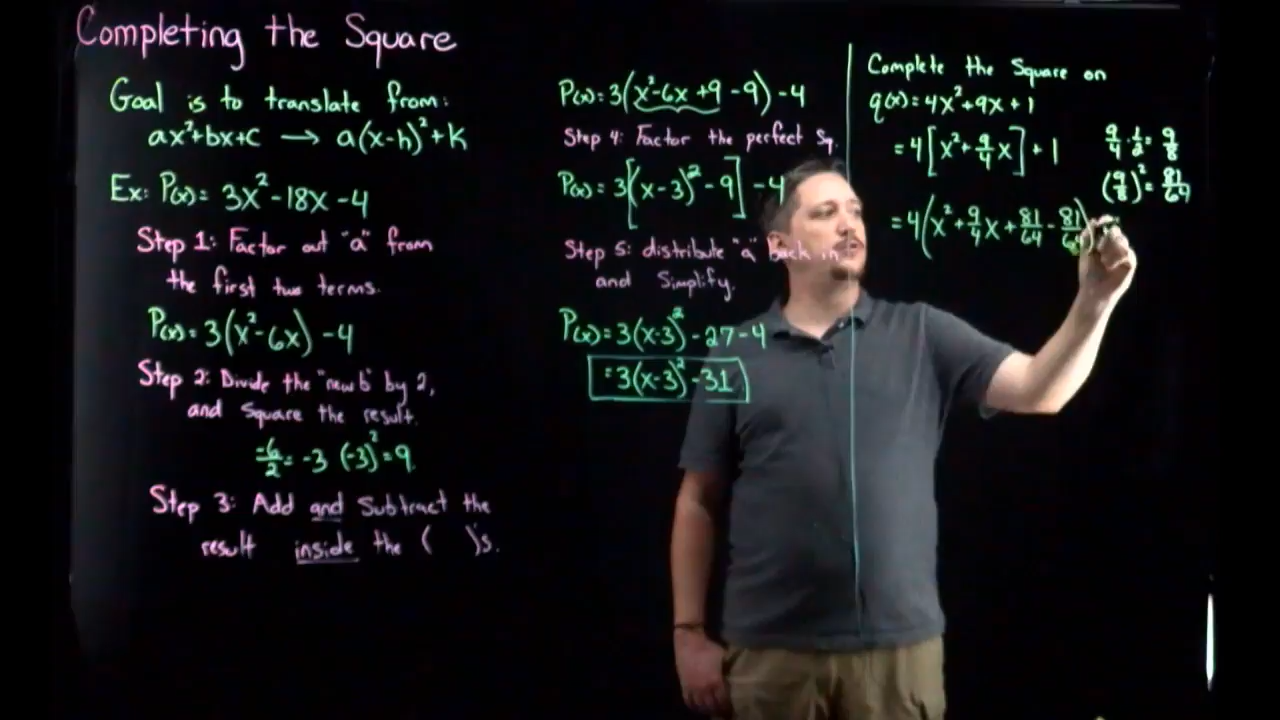 Completing the Square
Goal is to translate from:
ax²+bx+c → a(x-h)²+k
Ex: P(x)= 3x²-18x-4
Step 1: Factor out "a" from
the first two terms.
P(x)= 3(x²-6x)-4
Step 2: Divide the "new b" by 2,
and Square the result.
-6/2 = -3 (-3)²=9
Step 3: Add and Subtract the
result inside the ( )'s.
P(x)= 3(x²-6x+9-9)-4
Step 4: Factor the perfect Sq.
P(x)= 3[(x-3)²-9]-4
Step 5: distribute "a" back in
and Simplify.
P(x)= 3(x-3)²-27-4
=3(x-3)²-31
Complete the Square on
q(x)= 4x²+9x+1
=4[x²+9/4x]+1
9/4·1/2=9/8
(9/8)²=81/64
=4(x²+9/4x+81/64-81/64)